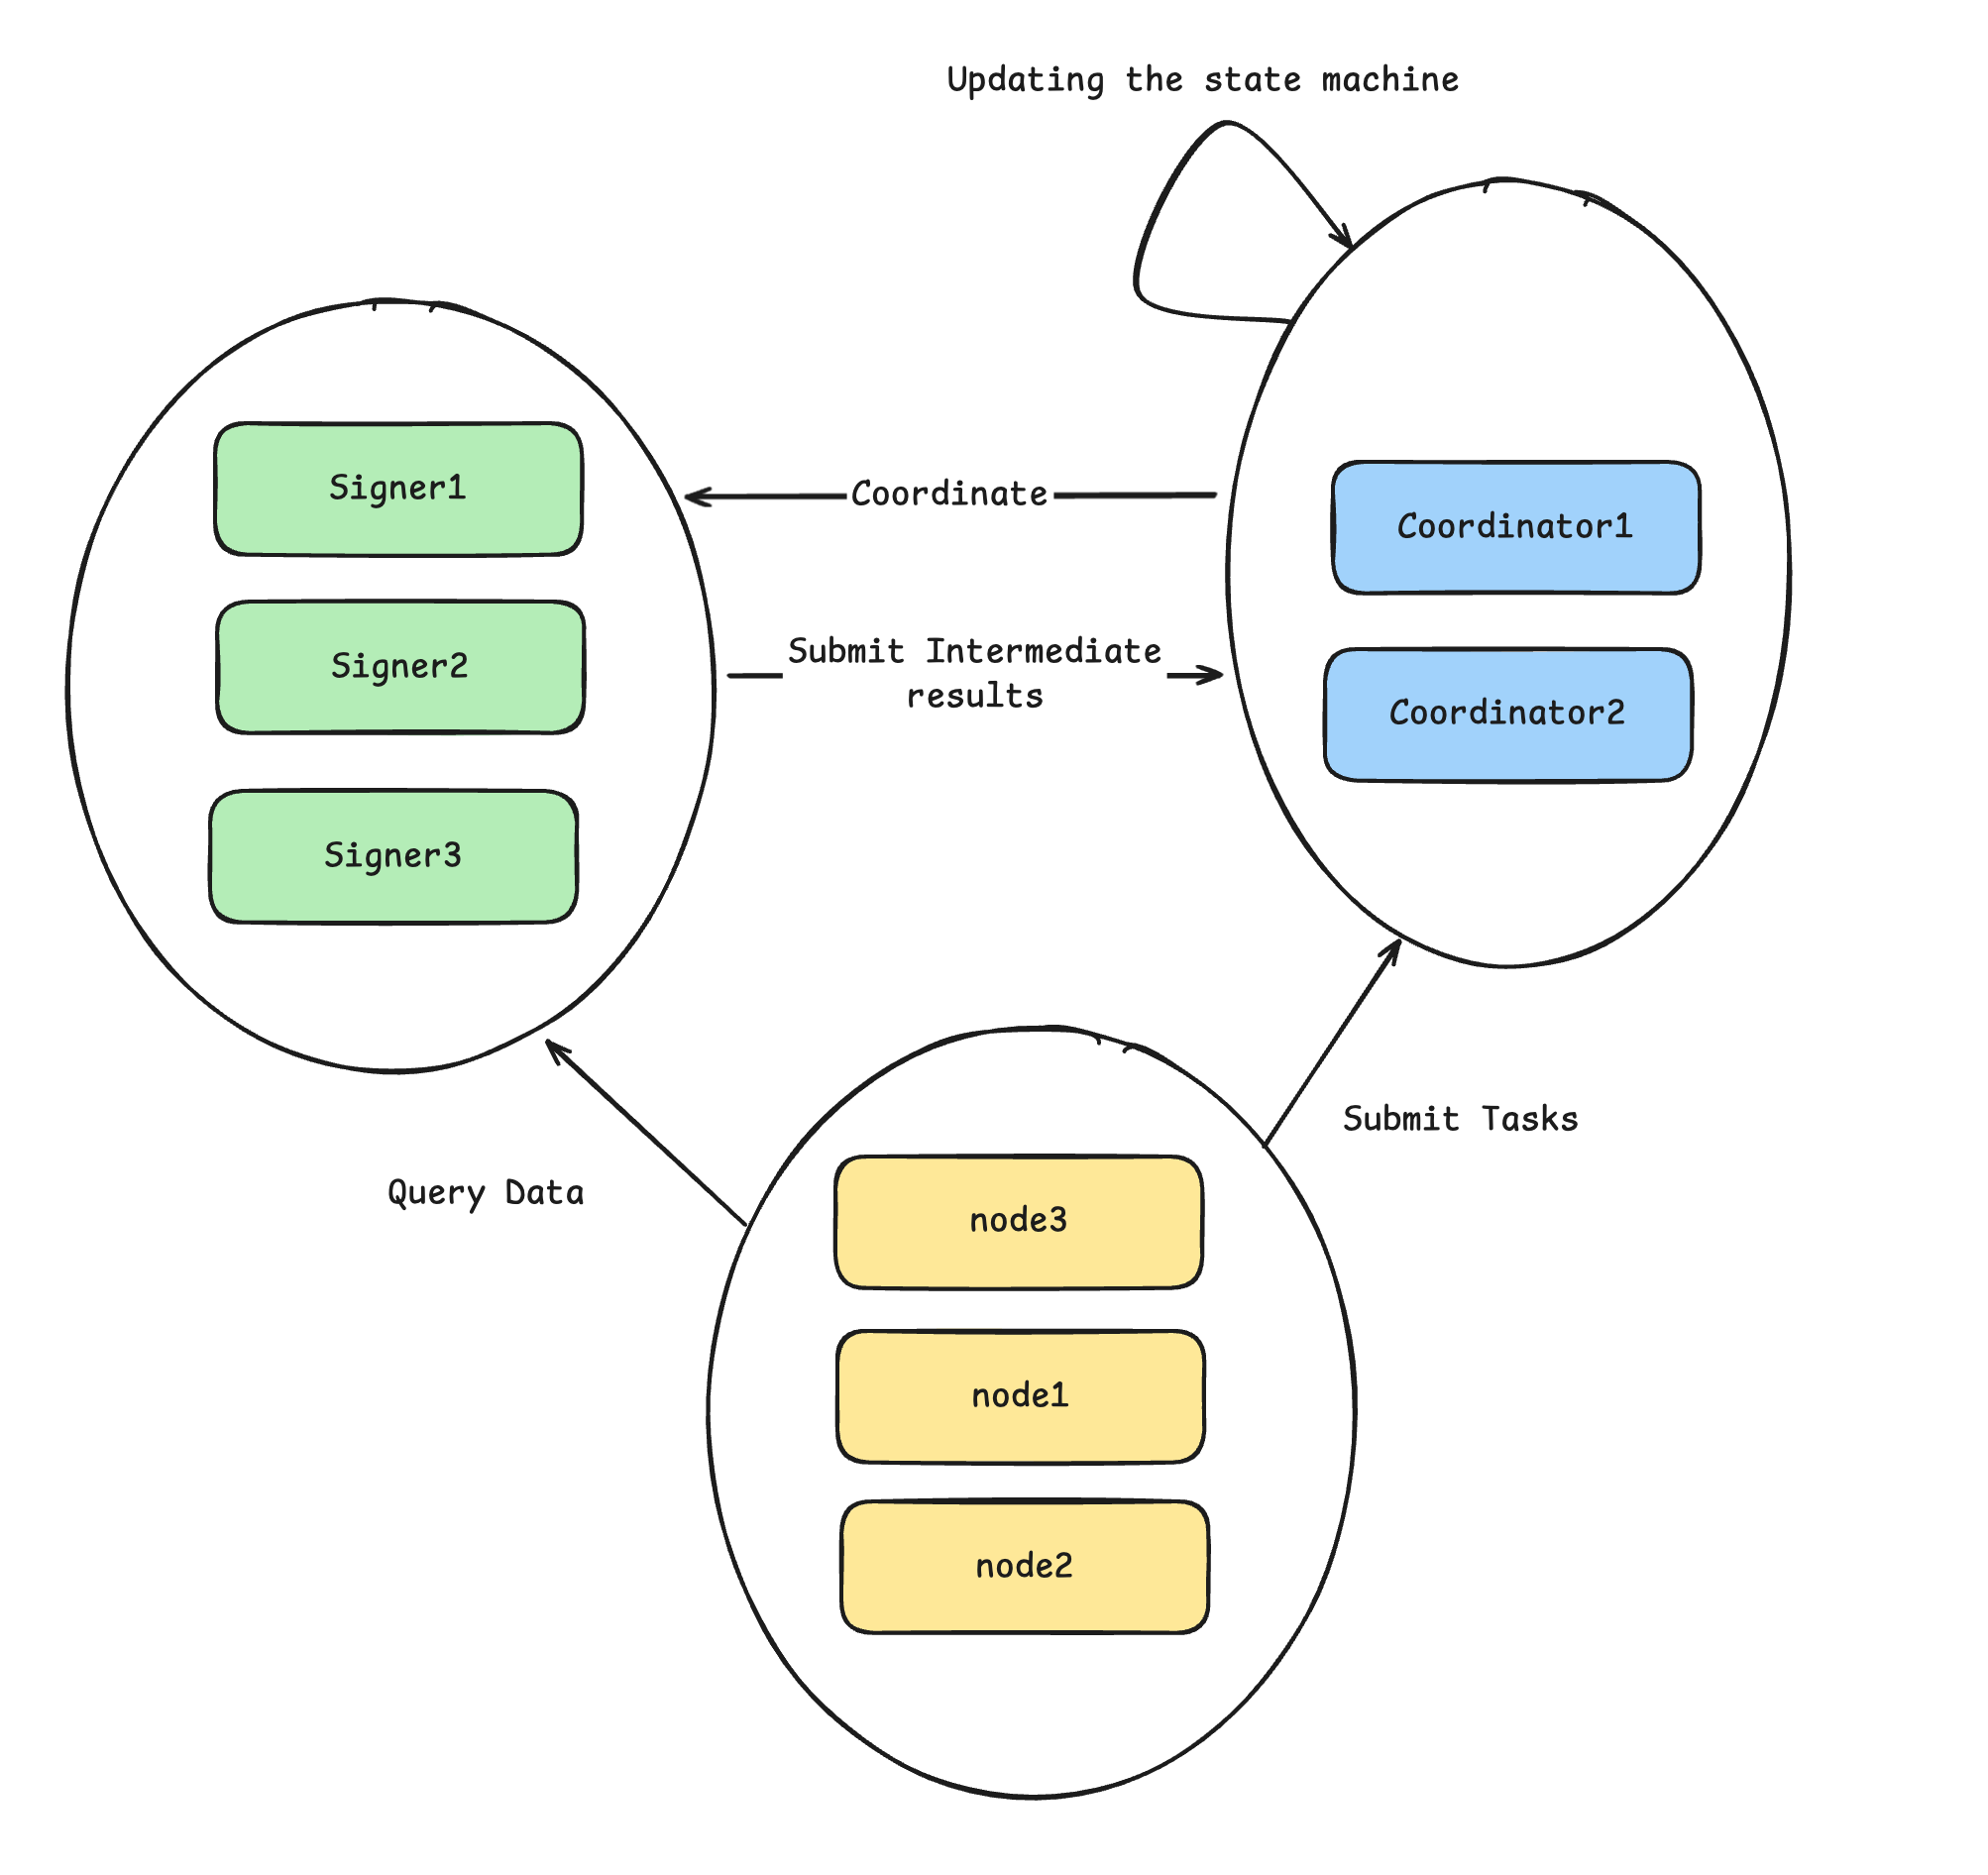 Updating the state machine
Signer1
Signer2
Signer3
Coordinate
Submit Intermediate
results
Coordinator1
Coordinator2
Submit Tasks
Query Data
node3
node1
node2